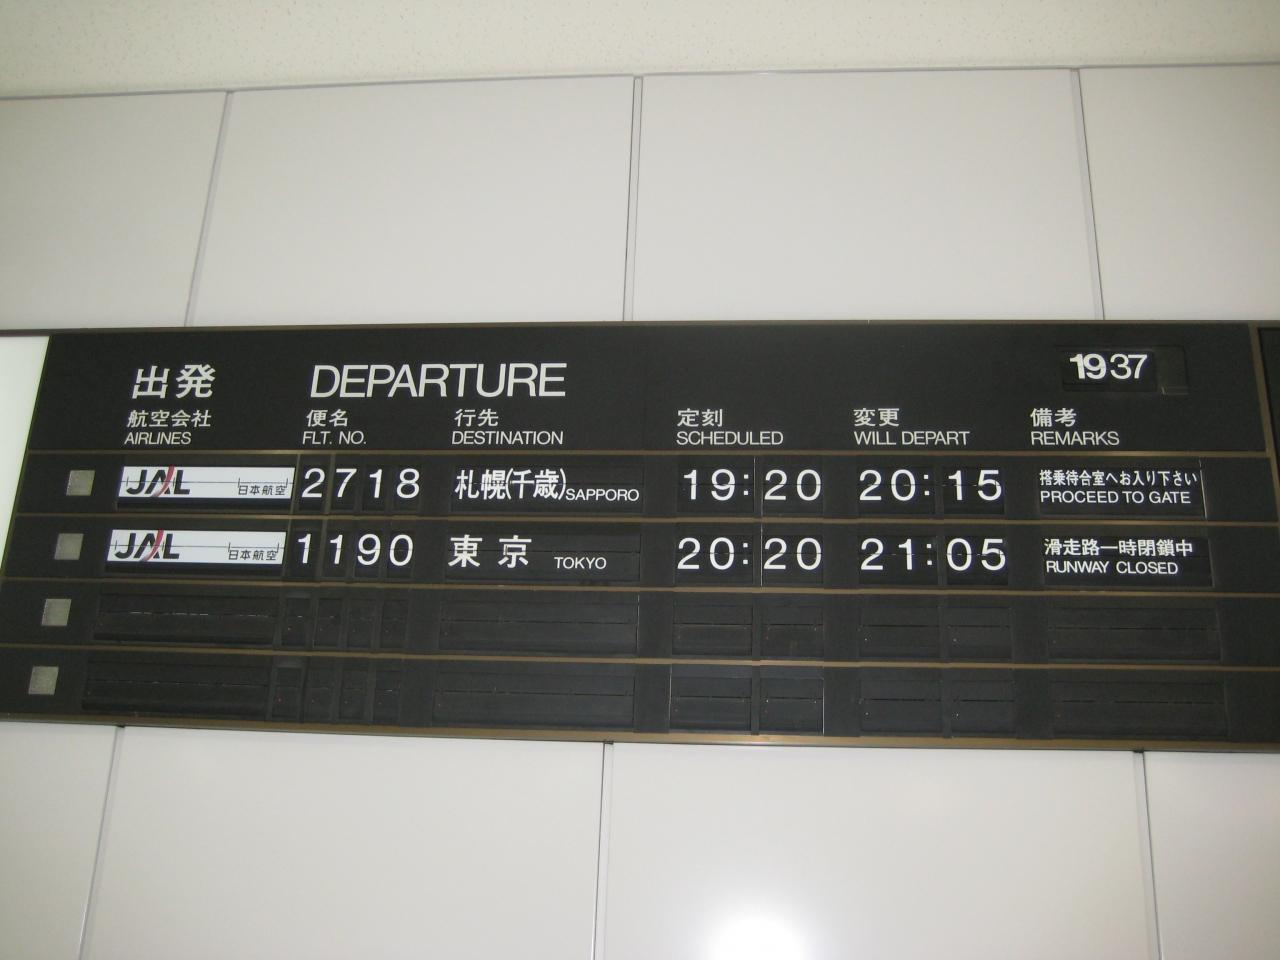 出発 DEPARTURE 1937
航空会社 便名 行先 定刻 変更 備考
AIRLINES FLT. NO. DESTINATION SCHEDULED WILL DEPART REMARKS
JAL 日本航空 2718 札幌(千歳) SAPPORO 19:20 20:15 搭乗待合室へお入り下さい
PROCEED TO GATE
JAL 日本航空 1190 東京 TOKYO 20:20 21:05 滑走路一時閉鎖中
RUNWAY CLOSED